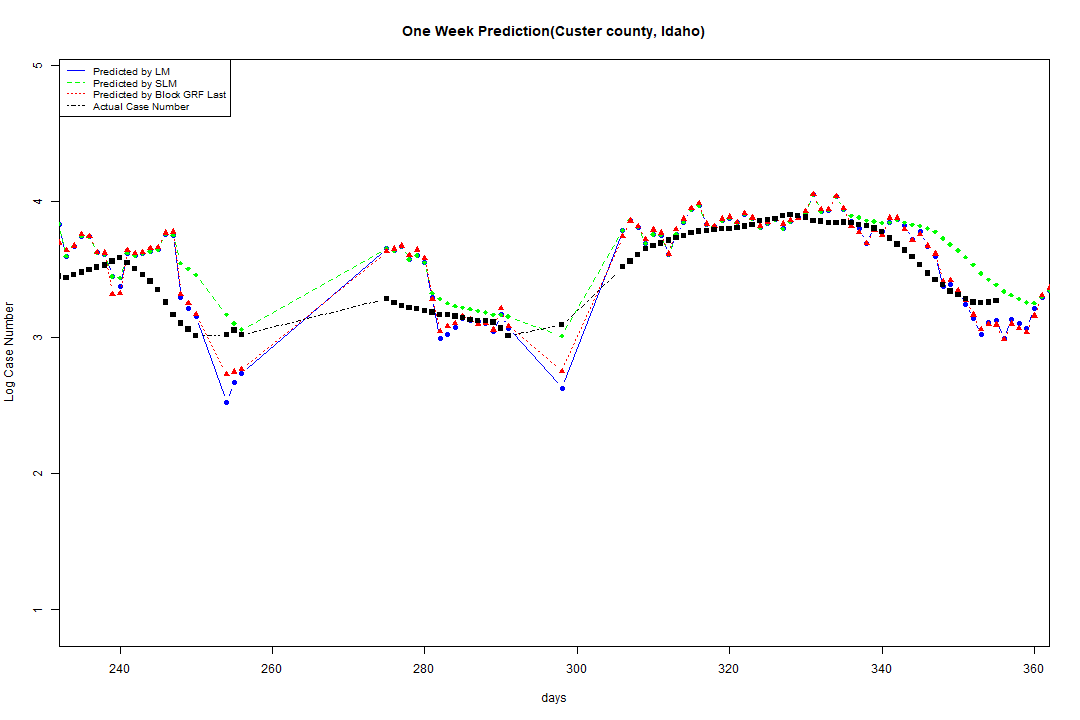 One Week Prediction(Custer county, Idaho)
Predicted by LM
Predicted by SLM
Predicted by Block GRF Last
Actual Case Number
5
4
3
2
1
Log Case Number
240 260 280 300 320 340 360
days